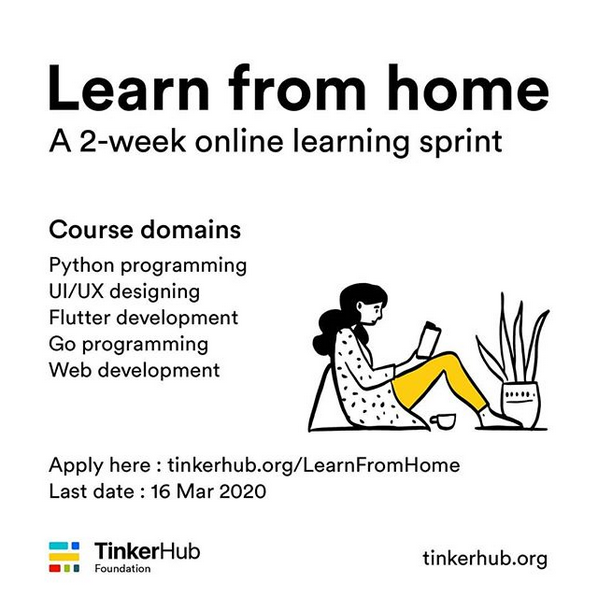 Learn from home
A 2-week online learning sprint
Course domains
Python programming
UI/UX designing
Flutter development
Go programming
Web development
Apply here : tinkerhub.org/LearnFromHome
Last date : 16 Mar 2020
TinkerHub
Foundation
tinkerhub.org